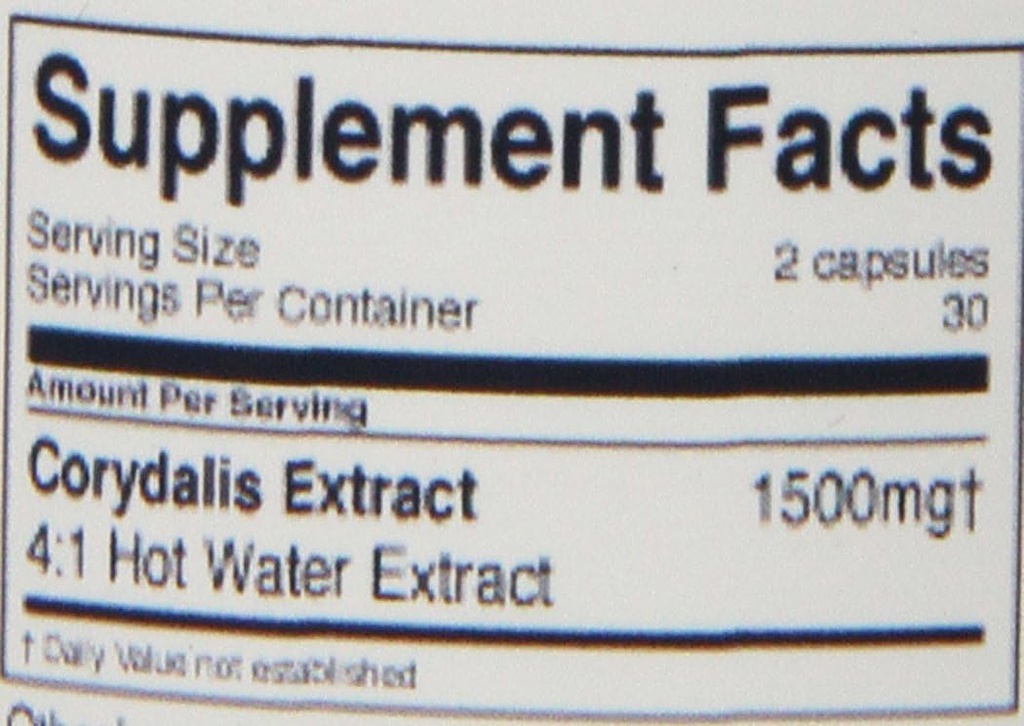 Supplement Facts
Serving Size 2 capsules
Servings Per Container 30
Amount Per Serving
Corydalis Extract 1500mg†
4:1 Hot Water Extract
† Daily Value not established